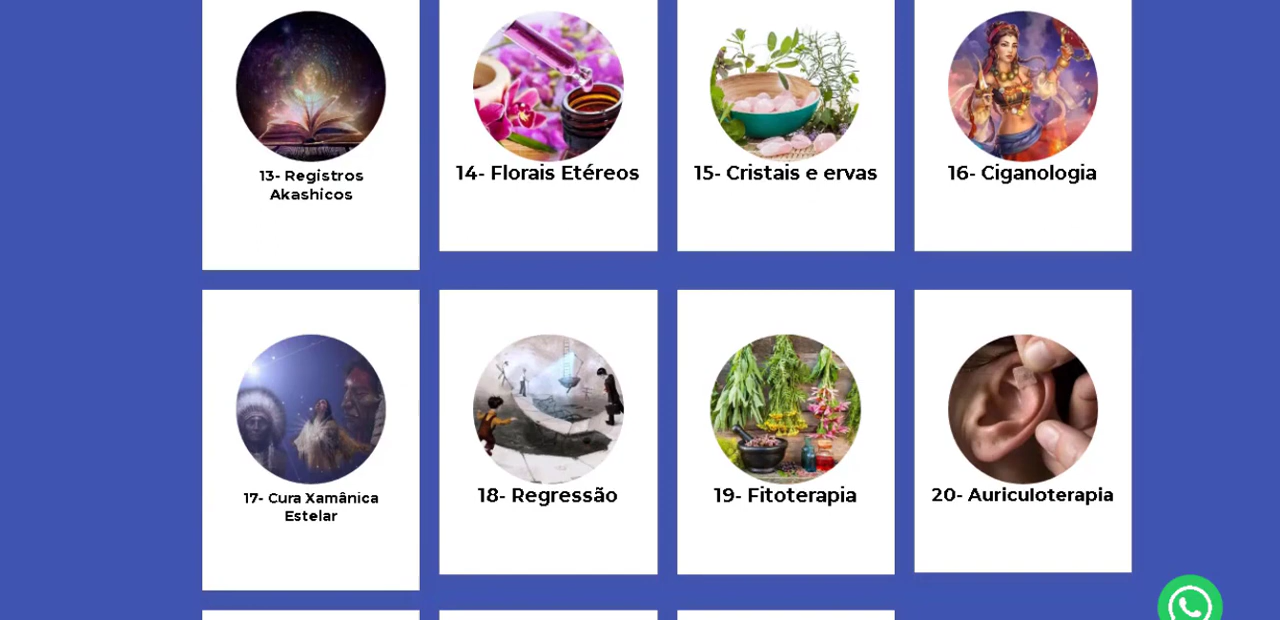 13- Registros
Akashicos
14- Florais Etéreos
15- Cristais e ervas
16- Ciganologia
17- Cura Xamânica
Estelar
18- Regressão
19- Fitoterapia
20- Auriculoterapia